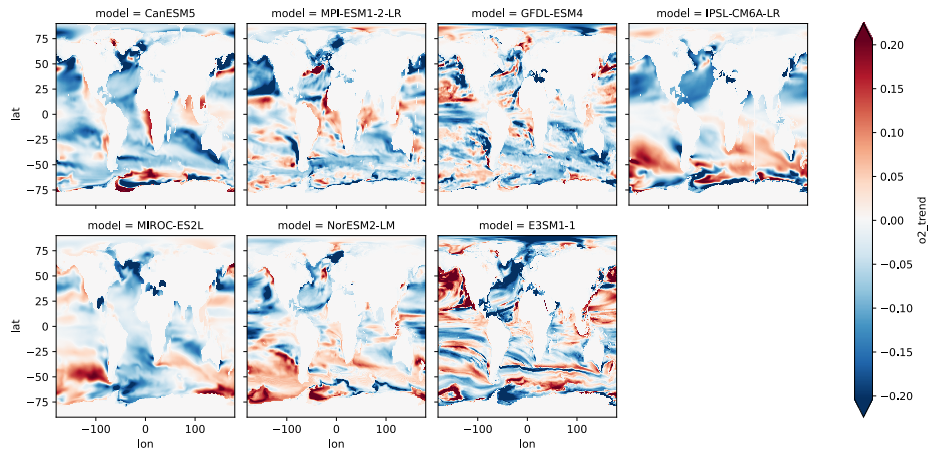 model = CanESM5
model = MPI-ESM1-2-LR
model = GFDL-ESM4
model = IPSL-CM6A-LR
75
50
25
0
−25
−50
−75
lat
model = MIROC-ES2L
model = NorESM2-LM
model = E3SM1-1
75
50
25
0
−25
−50
−75
lat
−100 0 100
lon
−100 0 100
lon
−100 0 100
lon
0.20
0.15
0.10
0.05
0.00
−0.05
−0.10
−0.15
−0.20
o2_trend